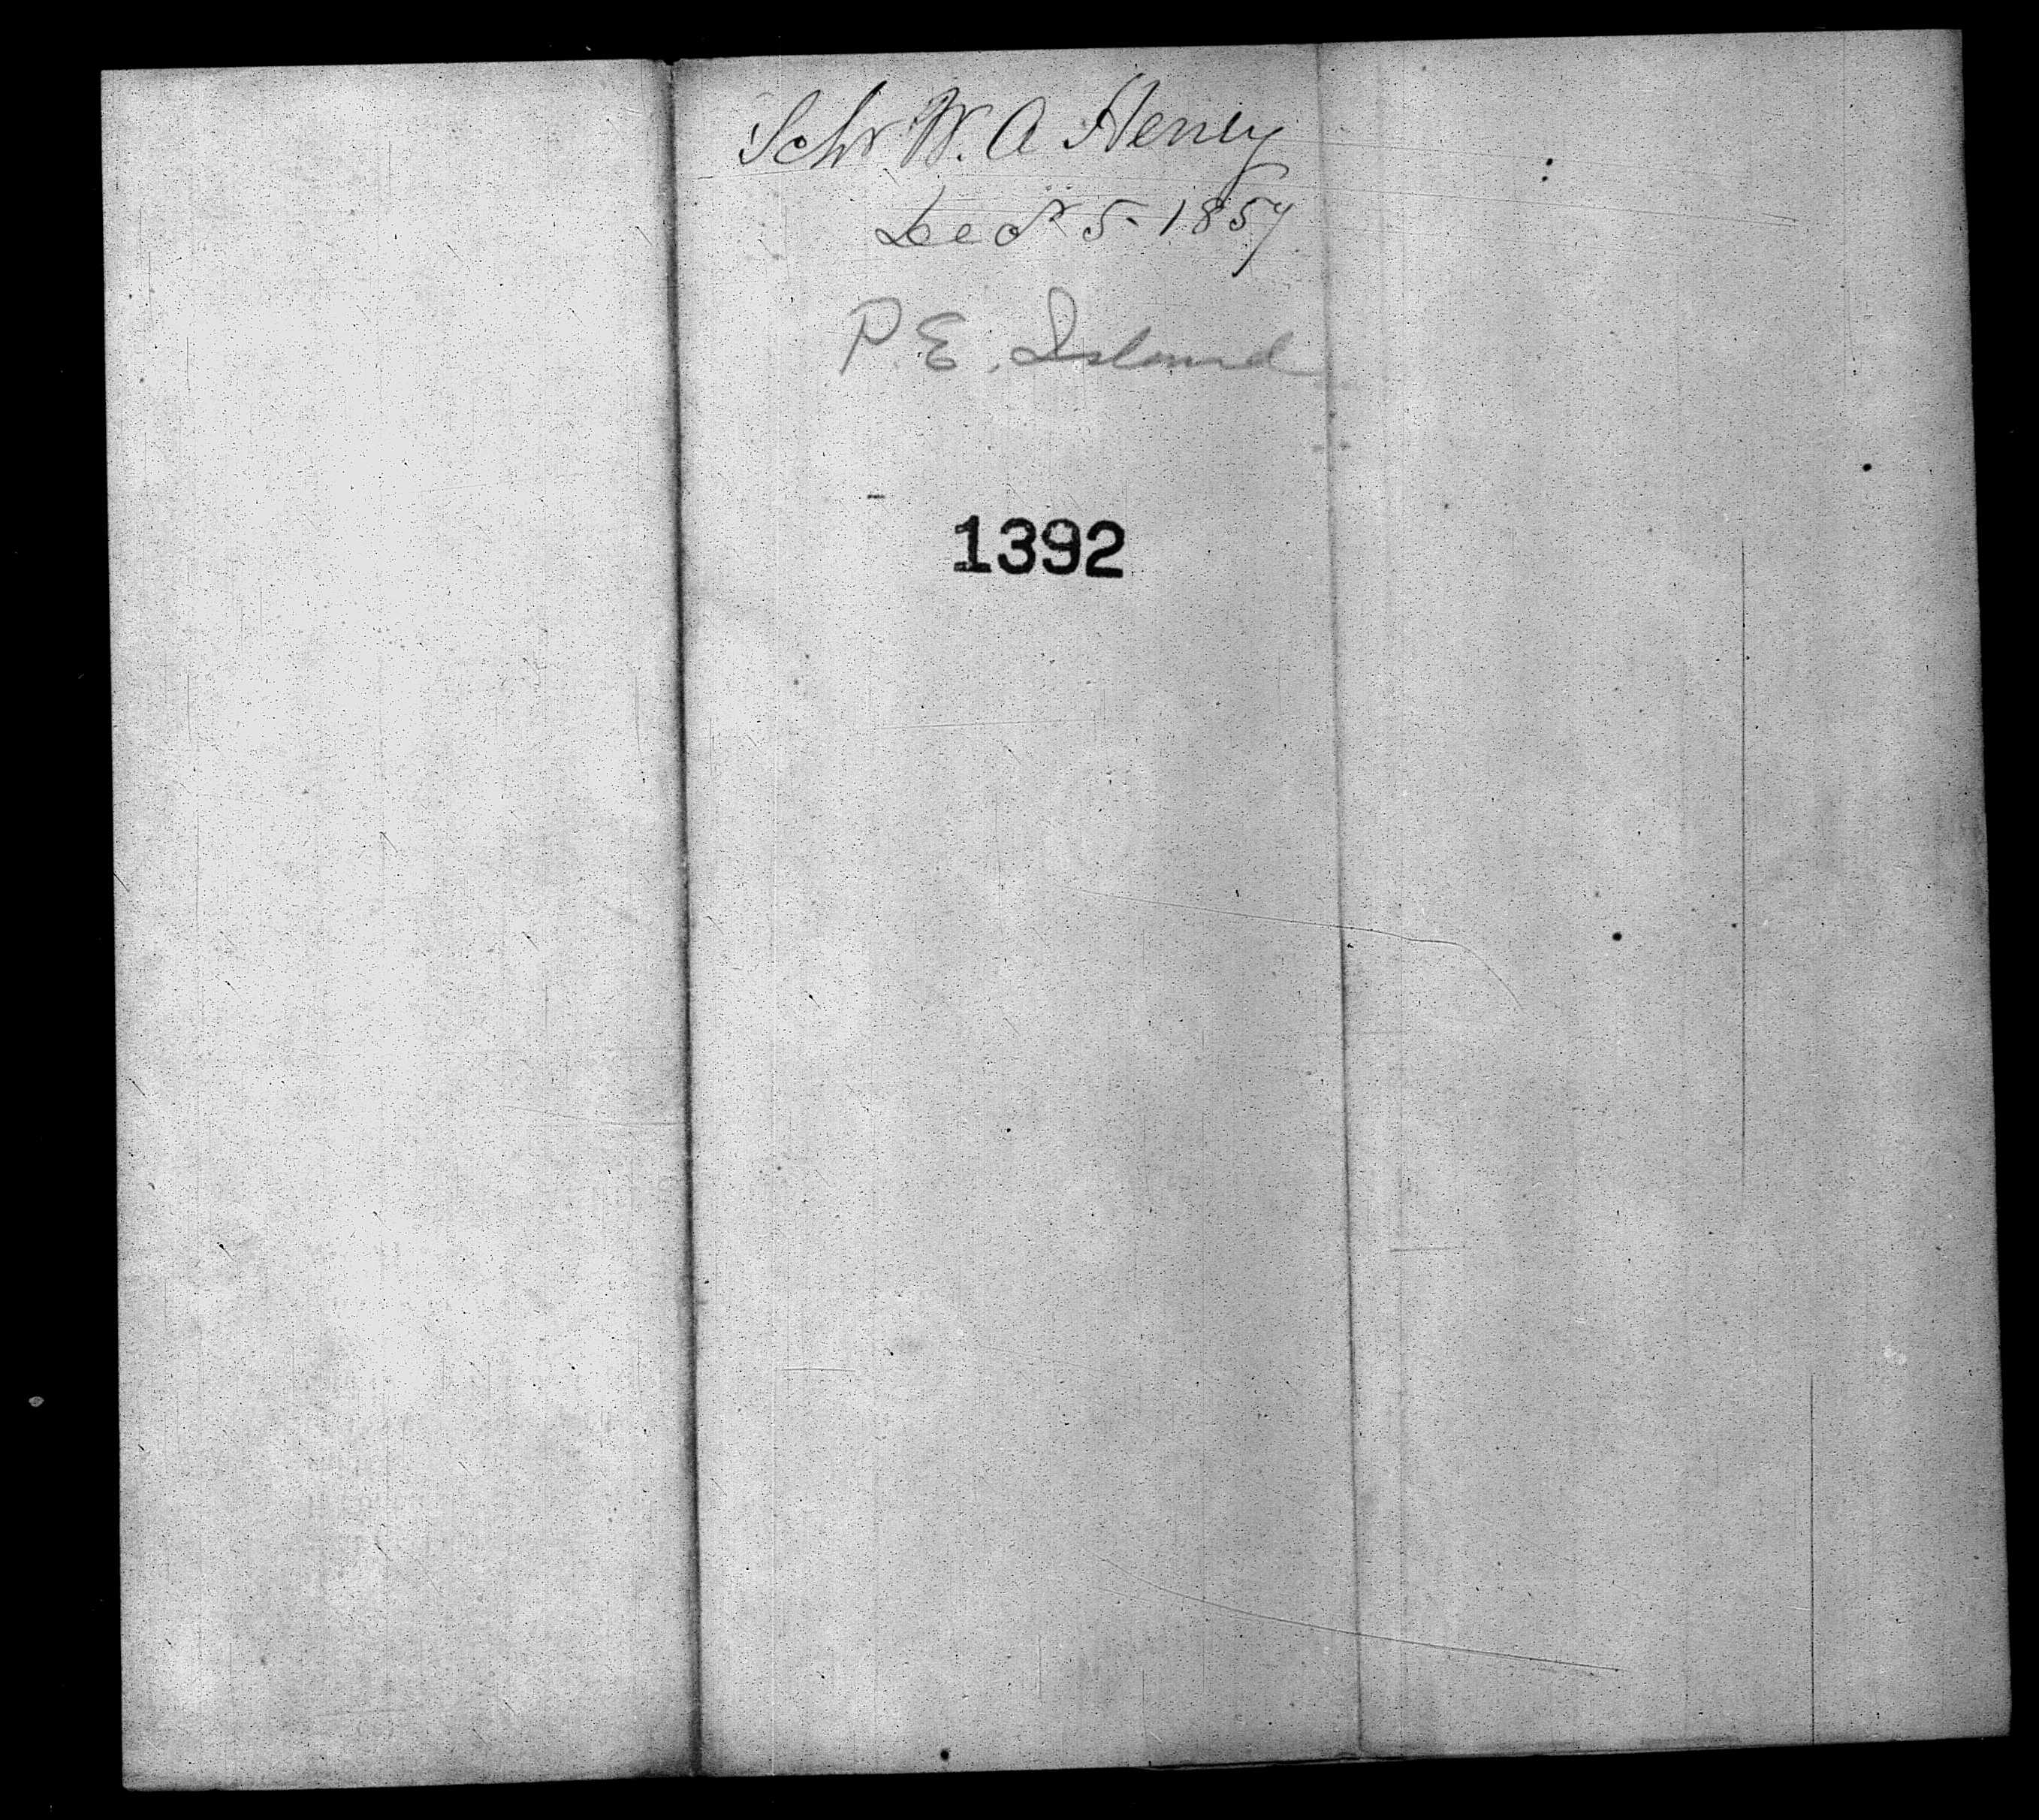 Schr W. A Henry
Decr 5 1857
P. E. Island
1392